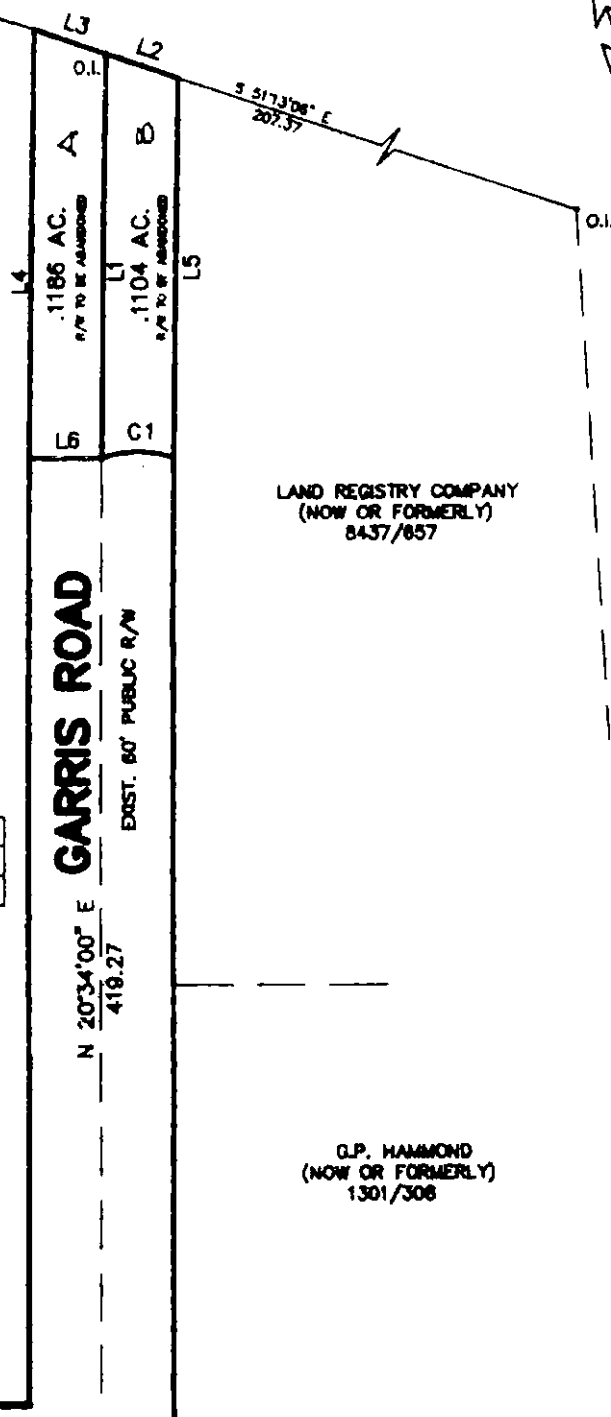 L3
L2
O.I.
S 51°13'06" E
207.37
O.I.
A
B
.1186 AC.
R/W TO BE ABANDONED
.1104 AC.
R/W TO BE ABANDONED
L4
L1
L5
L6
C1
LAND REGISTRY COMPANY
(NOW OR FORMERLY)
8437/657
GARRIS ROAD
EXIST. 60' PUBLIC R/W
N 20°34'00" E
419.27
G.P. HAMMOND
(NOW OR FORMERLY)
1301/306